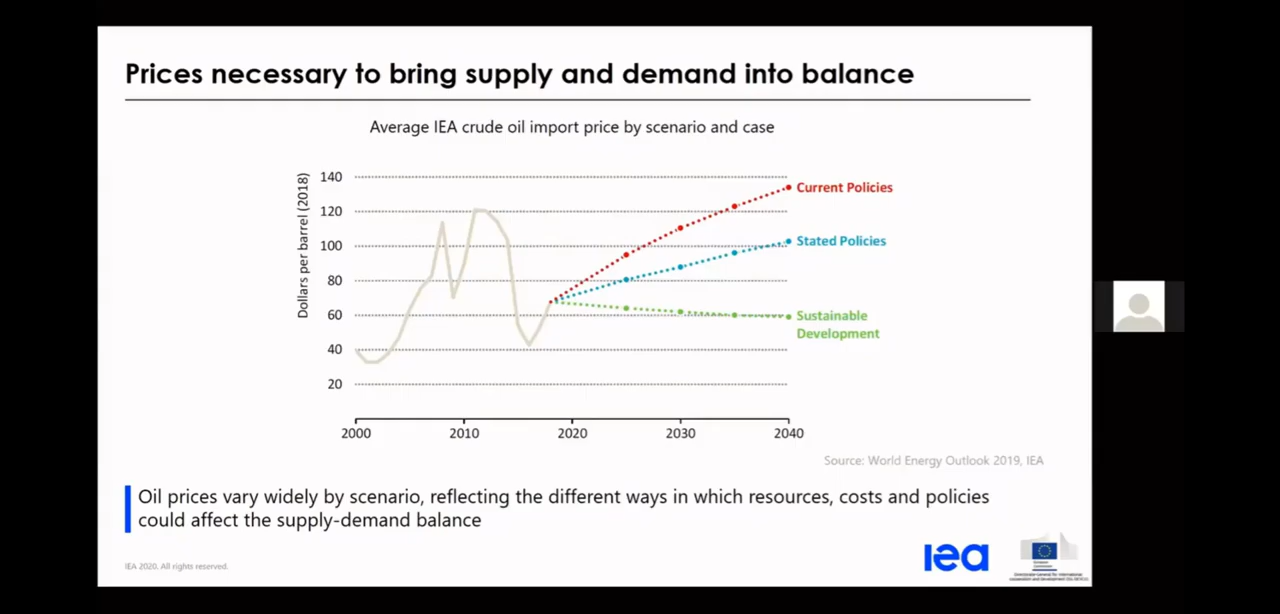 Prices necessary to bring supply and demand into balance
Average IEA crude oil import price by scenario and case
Dollars per barrel (2018)
140
120
100
80
60
40
20
2000
2010
2020
2030
2040
Current Policies
Stated Policies
Sustainable
Development
Source: World Energy Outlook 2019, IEA
Oil prices vary widely by scenario, reflecting the different ways in which resources, costs and policies
could affect the supply-demand balance
IEA 2020. All rights reserved.
iea
European
Commission